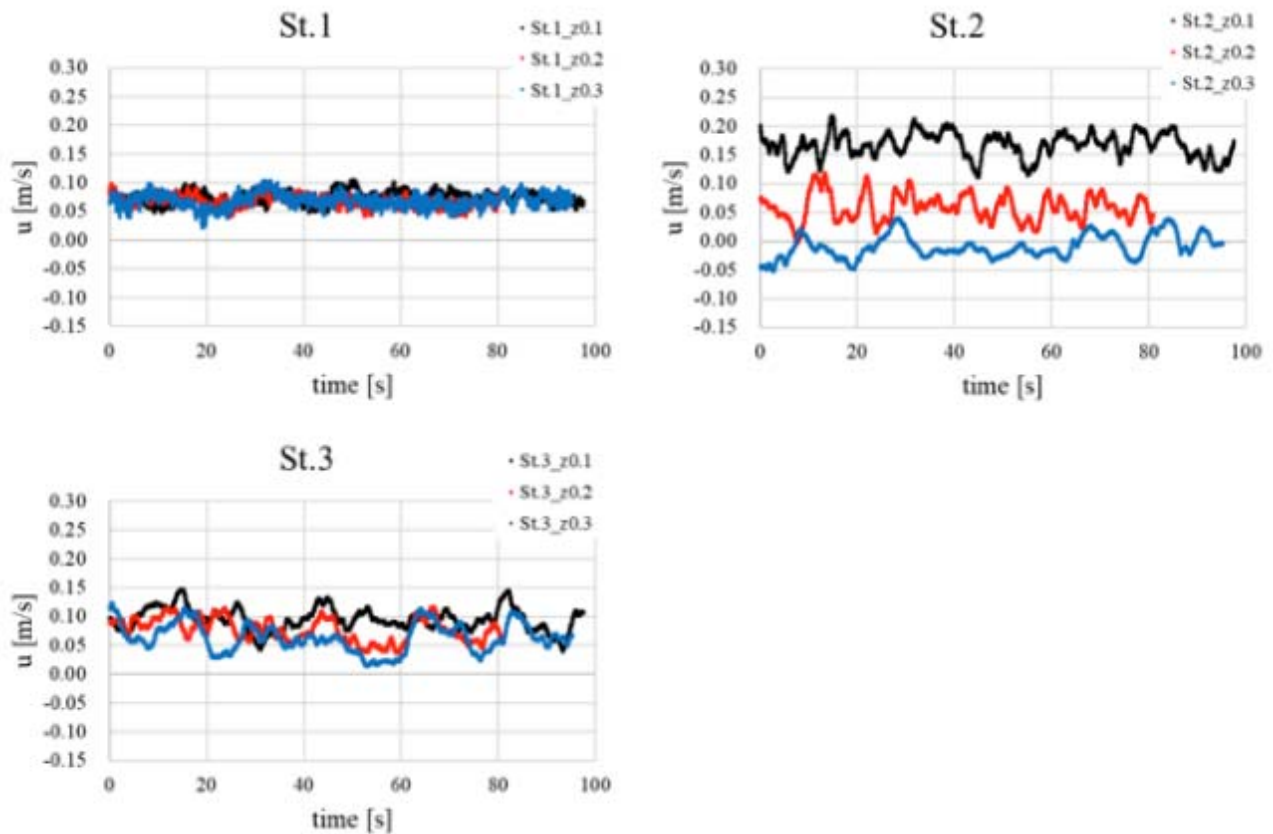 St.1
St.1_z0.1
St.1_z0.2
St.1_z0.3
0.30
0.25
0.20
0.15
0.10
0.05
0.00
-0.05
-0.10
-0.15
u [m/s]
0 20 40 60 80 100
time [s]
St.2
St.2_z0.1
St.2_z0.2
St.2_z0.3
0.30
0.25
0.20
0.15
0.10
0.05
0.00
-0.05
-0.10
-0.15
u [m/s]
0 20 40 60 80 100
time [s]
St.3
St.3_z0.1
St.3_z0.2
St.3_z0.3
0.30
0.25
0.20
0.15
0.10
0.05
0.00
-0.05
-0.10
-0.15
u [m/s]
0 20 40 60 80 100
time [s]